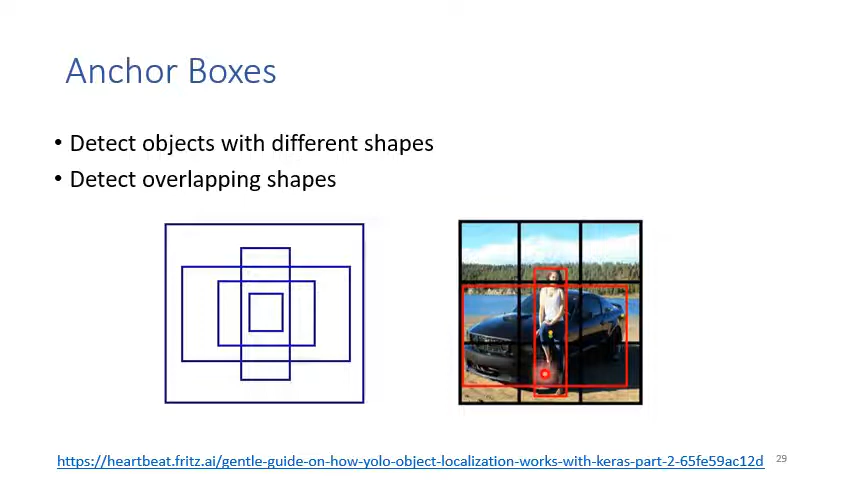 Anchor Boxes
• Detect objects with different shapes
• Detect overlapping shapes
https://heartbeat.fritz.ai/gentle-guide-on-how-yolo-object-localization-works-with-keras-part-2-65fe59ac12d
29